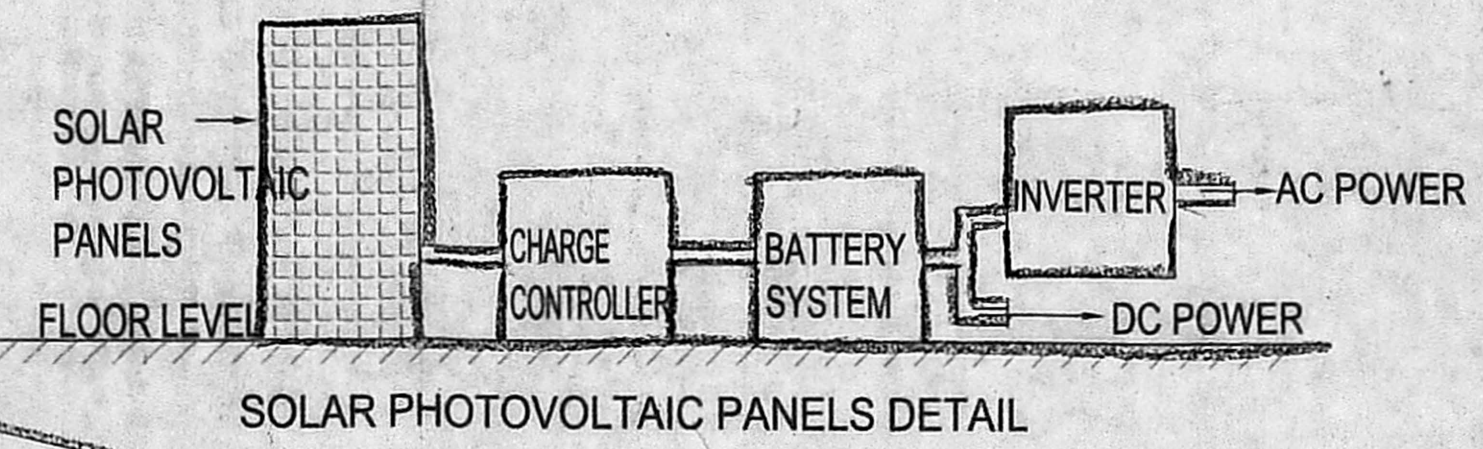 SOLAR
PHOTOVOLTAIC
PANELS
FLOOR LEVEL
CHARGE
CONTROLLER
BATTERY
SYSTEM
INVERTER
AC POWER
DC POWER
SOLAR PHOTOVOLTAIC PANELS DETAIL